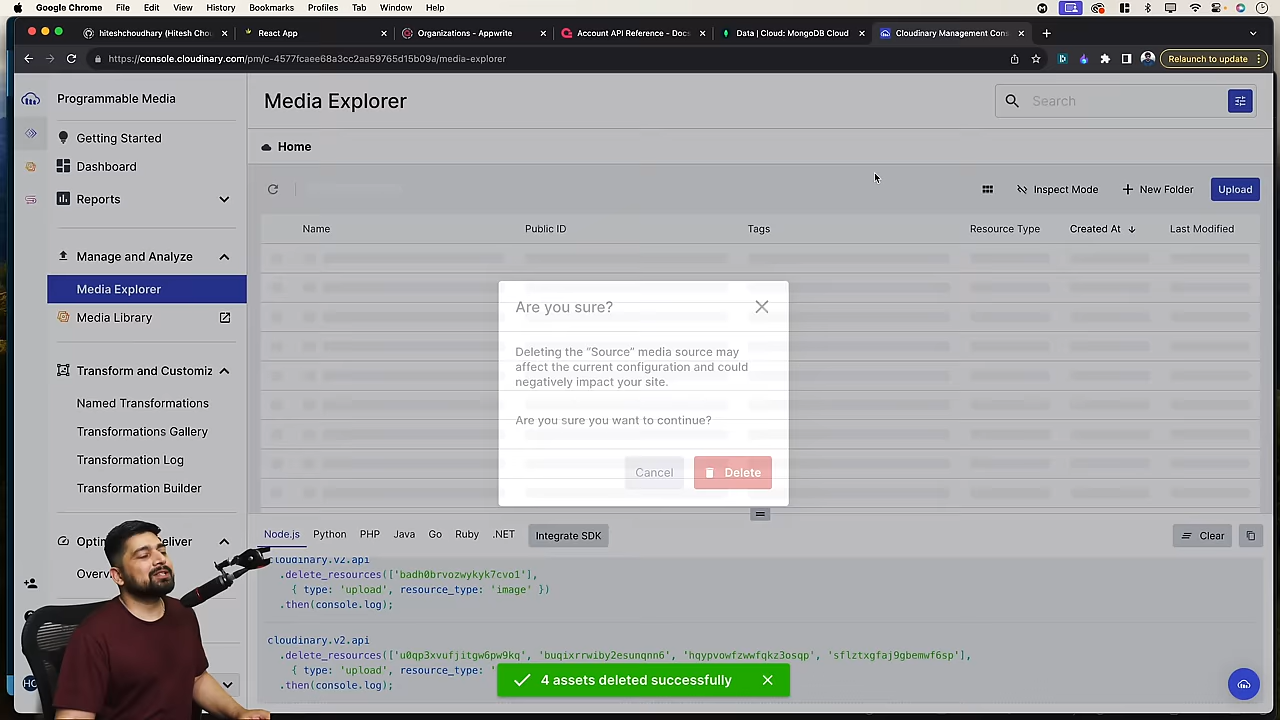 Google Chrome File Edit View History Bookmarks Profiles Tab Window Help
hiteshchoudhary (Hitesh Cho
React App
Organizations - Appwrite
Account API Reference - Docs
Data | Cloud: MongoDB Cloud
Cloudinary Management Cons
https://console.cloudinary.com/pm/c-4577fcaee68a3cc2aa59765d15b09a/media-explorer
Relaunch to update
Programmable Media
Getting Started
Dashboard
Reports
Manage and Analyze
Media Explorer
Media Library
Transform and Customiz
Named Transformations
Transformations Gallery
Transformation Log
Transformation Builder
Media Explorer
Search
Home
Inspect Mode
New Folder
Upload
Name Public ID Tags Resource Type Created At Last Modified
Are you sure?
Deleting the “Source” media source may
affect the current configuration and could
negatively impact your site.
Are you sure you want to continue?
Cancel
Delete
Node.js Python PHP Java Go Ruby .NET Integrate SDK
Clear
cloudinary.v2.api
.delete_resources(['badh0brvozwykyk7cvo1'],
{ type: 'upload', resource_type: 'image' })
.then(console.log);
cloudinary.v2.api
.delete_resources(['u0qp3xvufjitgw6pw9kq', 'buqixrrwiby2esunqnn6', 'hqypvowfzwwfqkz3osqp', 'sflztxgfaj9gbemwf6sp'],
{ type: 'upload', resource_type: '
.then(console.log);
4 assets deleted successfully